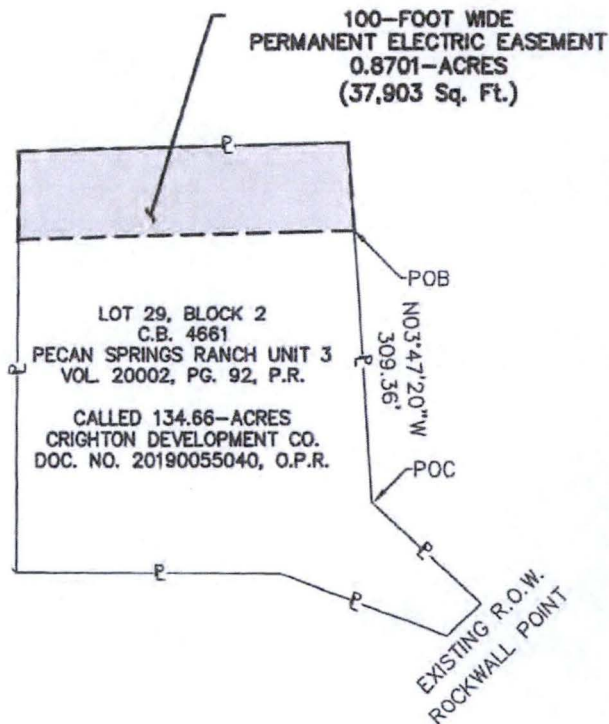 100-FOOT WIDE
PERMANENT ELECTRIC EASEMENT
0.8701-ACRES
(37,903 Sq. Ft.)
POB
N03°47'20"W
309.36'
LOT 29, BLOCK 2
C.B. 4661
PECAN SPRINGS RANCH UNIT 3
VOL. 20002, PG. 92, P.R.
CALLED 134.66-ACRES
CRIGHTON DEVELOPMENT CO.
DOC. NO. 20190055040, O.P.R.
POC
EXISTING R.O.W.
ROCKWALL POINT